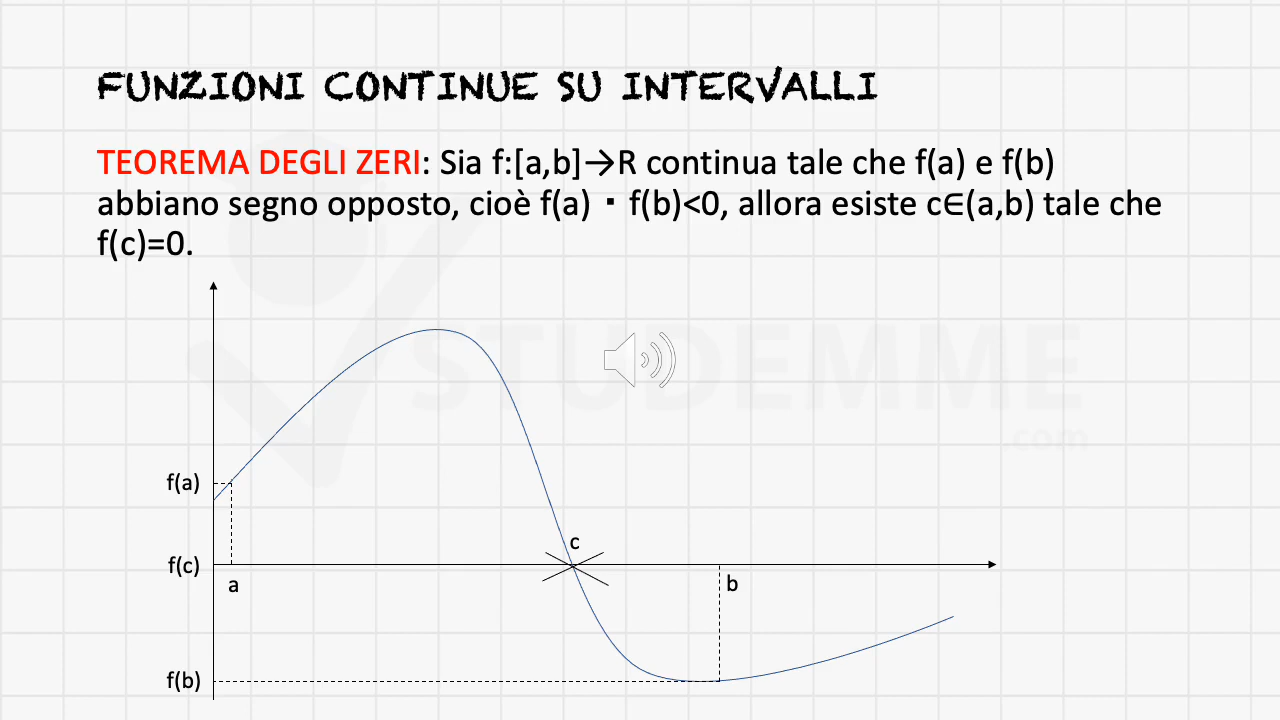 FUNZIONI CONTINUE SU INTERVALLI
TEOREMA DEGLI ZERI: Sia f:[a,b]→R continua tale che f(a) e f(b)
abbiano segno opposto, cioè f(a) · f(b)<0, allora esiste c∈(a,b) tale che
f(c)=0.
STUDEMME
.com
f(a)
c
f(c)
a
b
f(b)